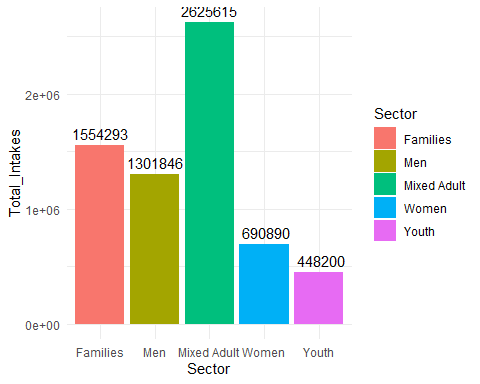 2625615
2e+06
1554293
1301846
1e+06
690890
448200
0e+00
Total_Intakes
Families Men Mixed Adult Women Youth
Sector
Sector
Families
Men
Mixed Adult
Women
Youth